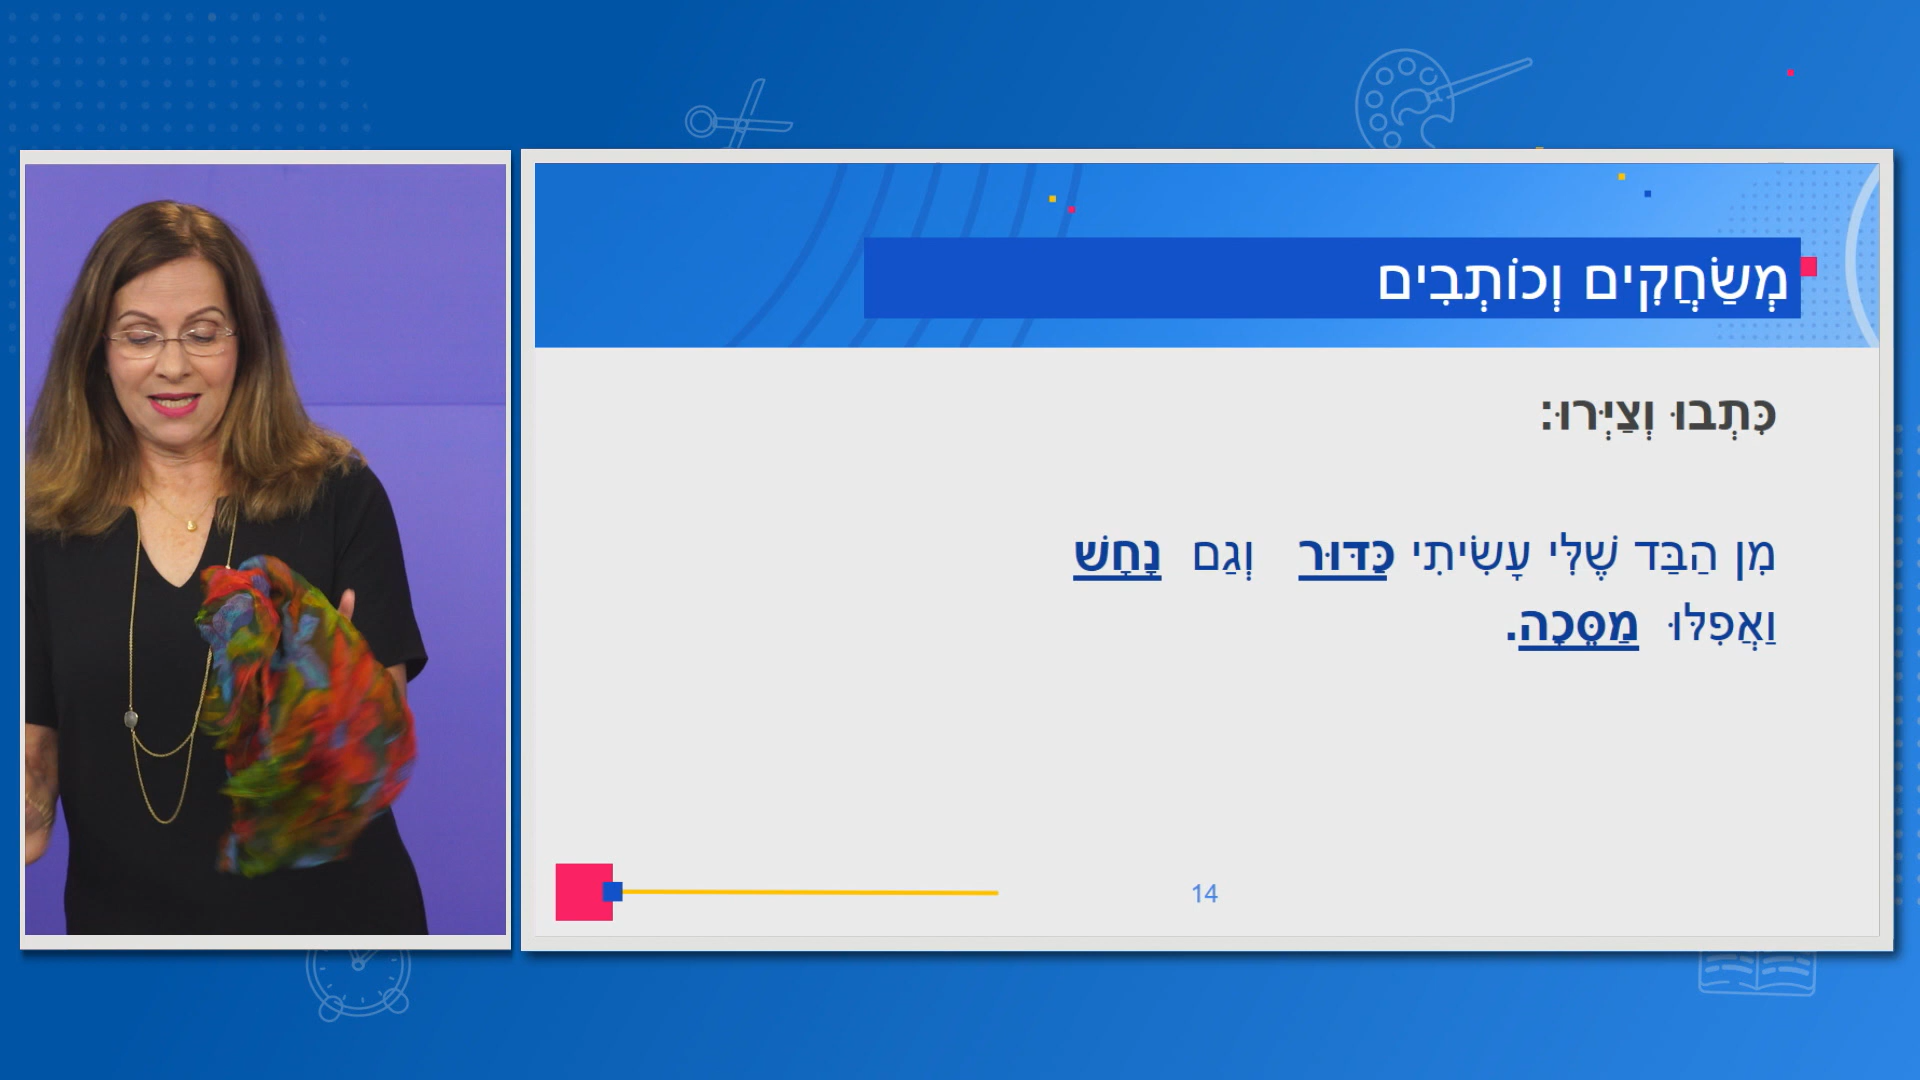 מְשַׂחֲקִים וְכוֹתְבִים
כִּתְבוּ וְצַיְּרוּ:
מִן הַבַּד שֶׁלִּי עָשִׂיתִי כַּדּוּר וְגַם נָחָשׁ
וַאֲפִלּוּ מַסֵּכָה.
14